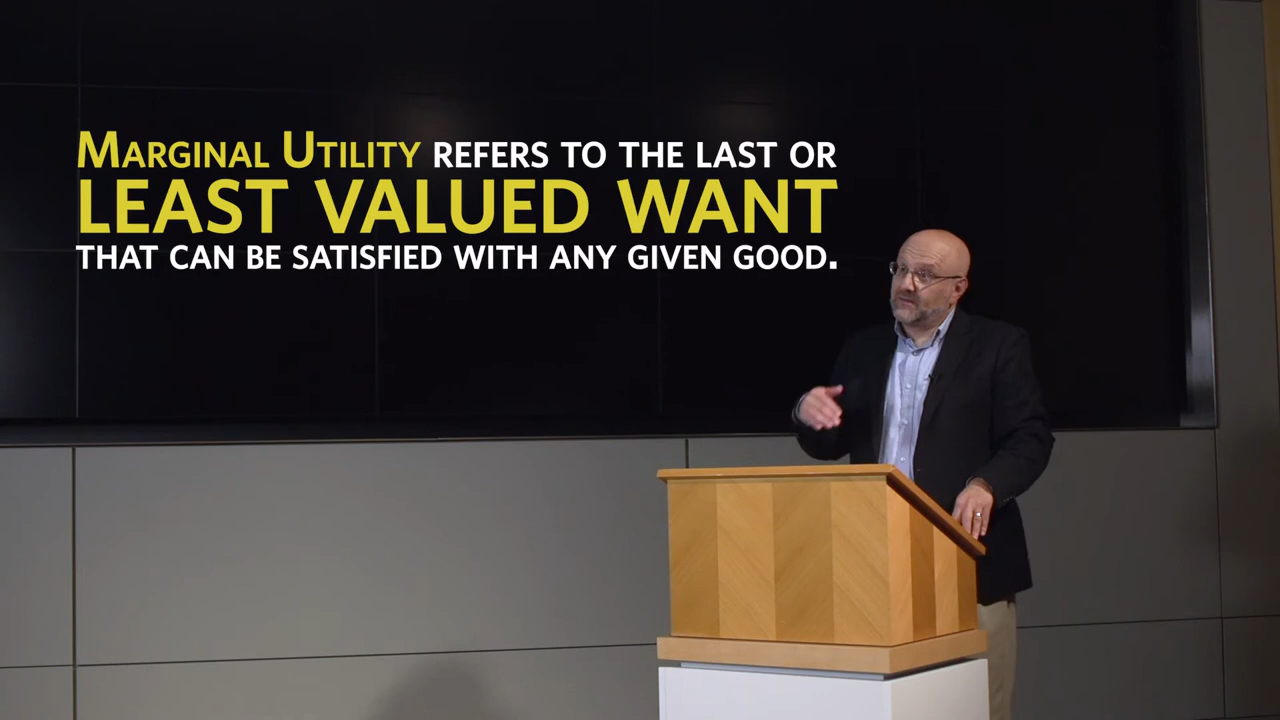 Marginal Utility refers to the last or
LEAST VALUED WANT
that can be satisfied with any given good.